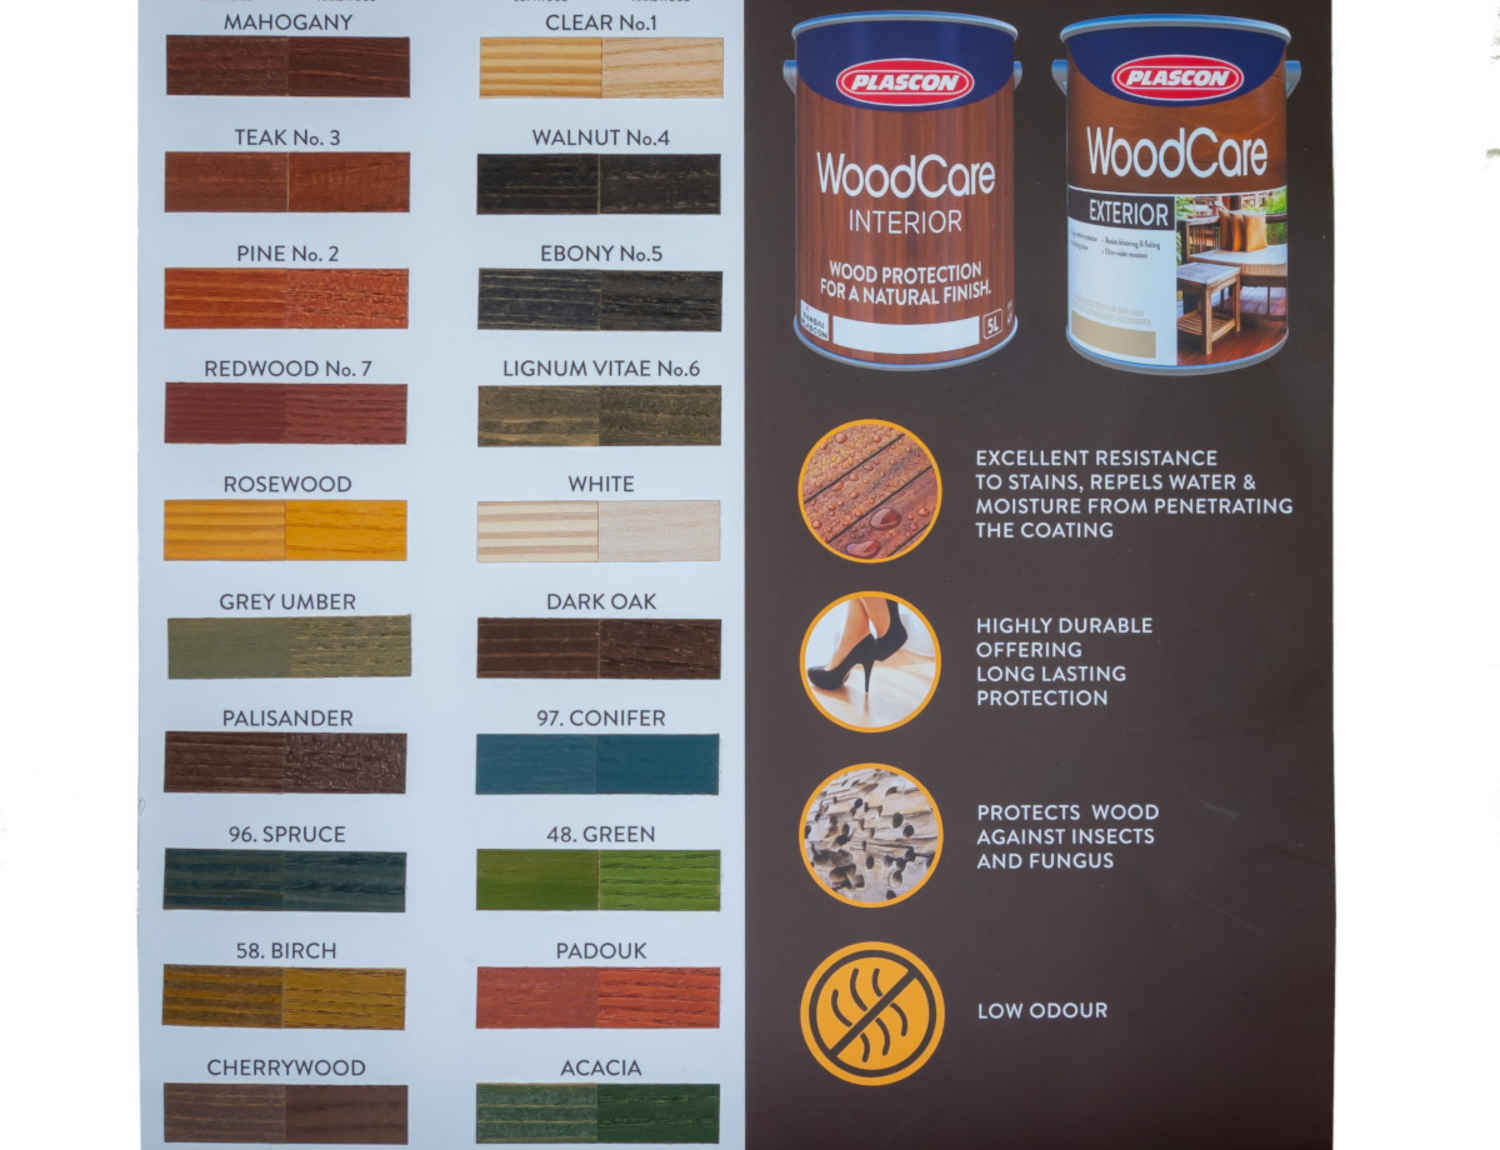 MAHOGANY
CLEAR No.1
TEAK No. 3
WALNUT No.4
PINE No. 2
EBONY No.5
REDWOOD No. 7
LIGNUM VITAE No.6
ROSEWOOD
WHITE
GREY UMBER
DARK OAK
PALISANDER
97. CONIFER
96. SPRUCE
48. GREEN
58. BIRCH
PADOUK
CHERRYWOOD
ACACIA
PLASCON
WoodCare
INTERIOR
WOOD PROTECTION
FOR A NATURAL FINISH.
5L
PLASCON
WoodCare
EXTERIOR
EXCELLENT RESISTANCE
TO STAINS, REPELS WATER &
MOISTURE FROM PENETRATING
THE COATING
HIGHLY DURABLE
OFFERING
LONG LASTING
PROTECTION
PROTECTS WOOD
AGAINST INSECTS
AND FUNGUS
LOW ODOUR